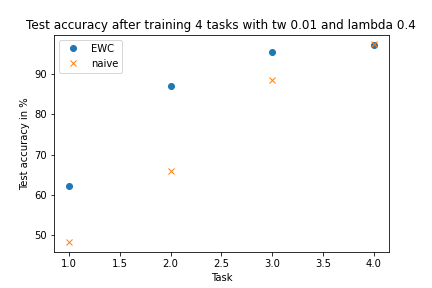 Test accuracy after training 4 tasks with tw 0.01 and lambda 0.4
EWC
naive
Test accuracy in %
90
80
70
60
50
1.0 1.5 2.0 2.5 3.0 3.5 4.0
Task